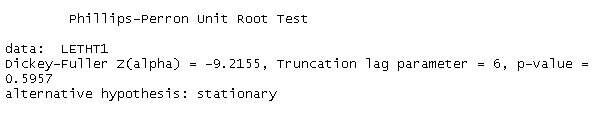 Phillips-Perron Unit Root Test
data:  LETHT1
Dickey-Fuller Z(alpha) = -9.2155, Truncation lag parameter = 6, p-value =
0.5957
alternative hypothesis: stationary